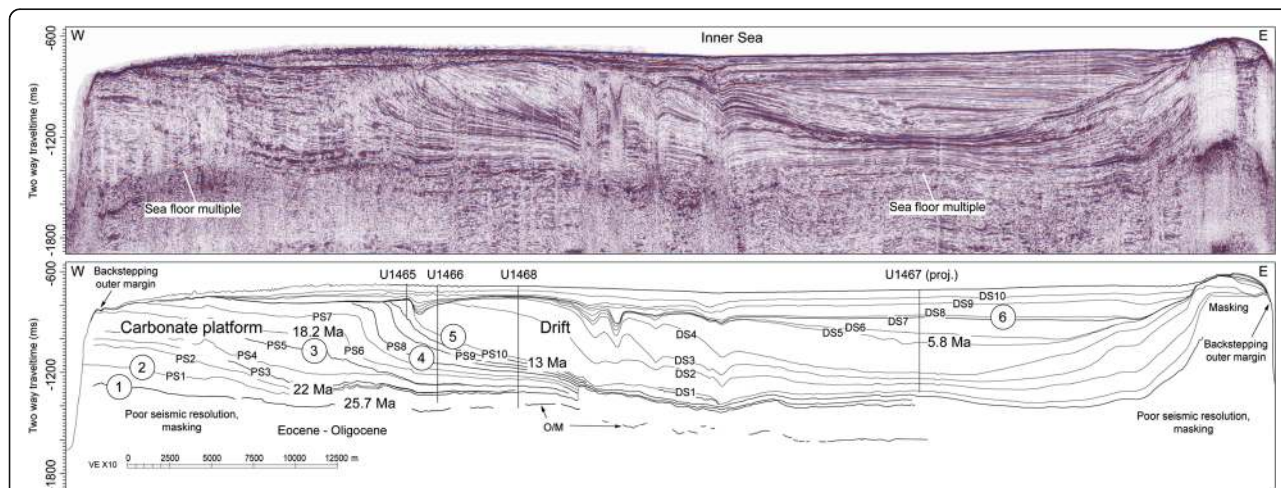 W
Inner Sea
E
-600
-1200
-1800
Two way traveltime (ms)
Sea floor multiple
Sea floor multiple
W
E
-600
-1200
-1800
Two way traveltime (ms)
Backstepping
outer margin
U1465
U1466
U1468
U1467 (proj.)
Carbonate platform
Drift
PS7
18.2 Ma
PS5
3
PS6
PS8
4
5
PS9
PS10
13 Ma
PS2
PS4
PS3
2
PS1
1
22 Ma
25.7 Ma
DS10
DS9
DS8
DS7
DS6
DS5
6
5.8 Ma
DS4
DS3
DS2
DS1
Masking
Backstepping
outer margin
Poor seismic resolution,
masking
Eocene - Oligocene
O/M
Poor seismic resolution,
masking
VE X10
0 2500 5000 7500 10000 12500 m